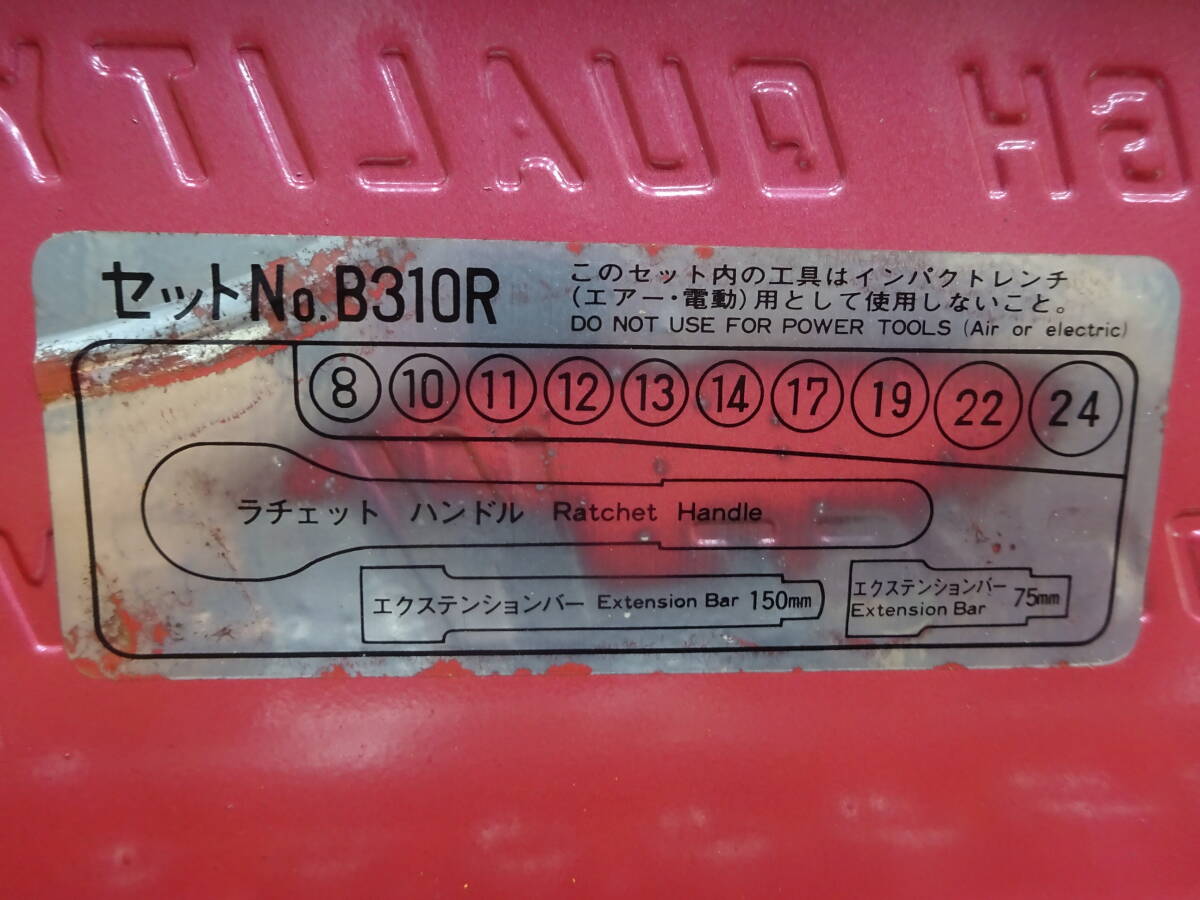 GH QUALITY
セットNo.B310R
このセット内の工具はインパクトレンチ
(エアー・電動)用として使用しないこと。
DO NOT USE FOR POWER TOOLS (Air or electric)
8 10 11 12 13 14 17 19 22 24
ラチェット ハンドル Ratchet Handle
エクステンションバー Extension Bar 150mm
エクステンションバー
Extension Bar 75mm